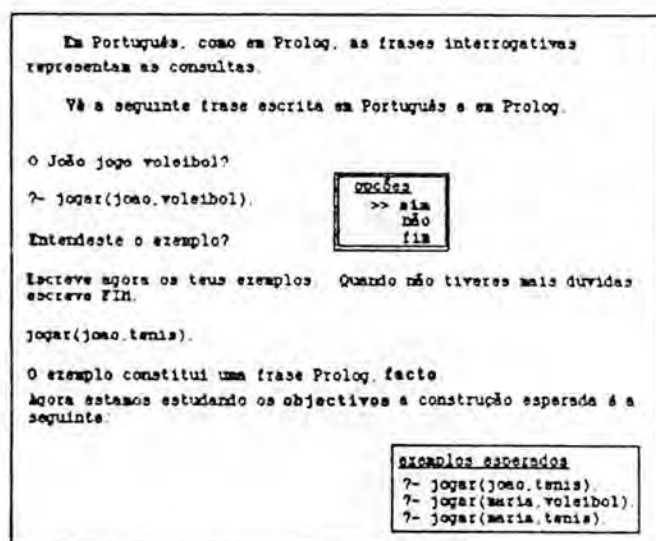 Em Português, como em Prolog, as frases interrogativas
representam as consultas.
Vê a seguinte frase escrita em Português e em Prolog.
O João joga voleibol?
?- jogar(joao,voleibol).
opções
>> sim
não
fim
Entendeste o exemplo?
Escreve agora os teus exemplos. Quando não tiveres mais dúvidas
escreve FIM.
jogar(joao,tenis).
O exemplo constitui uma frase Prolog, facto.
Agora estamos estudando os objectivos a construção esperada é a
seguinte:
exemplos esperados
?- jogar(joao,tenis).
?- jogar(maria,voleibol).
?- jogar(maria,tenis).